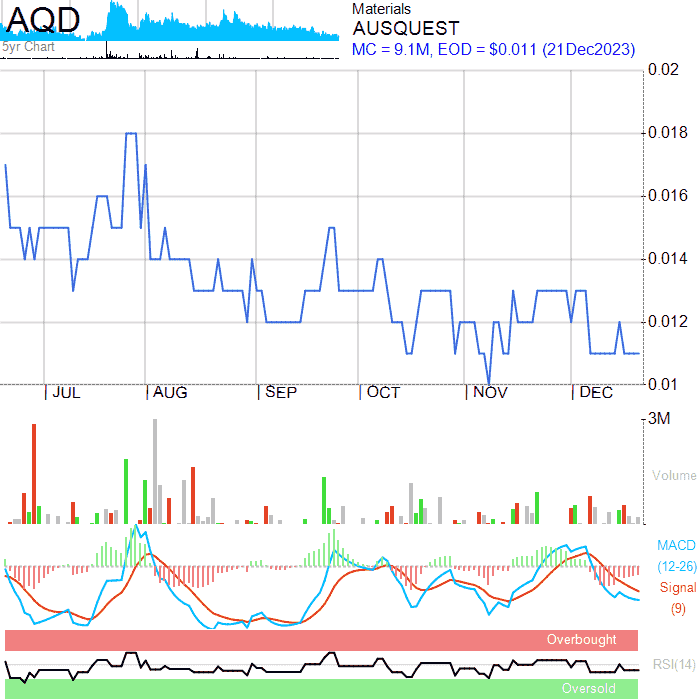 AQD
5yr Chart
Materials
AUSQUEST
MC = 9.1M, EOD = $0.011 (21Dec2023)
0.02
0.018
0.016
0.014
0.012
0.01
JUL AUG SEP OCT NOV DEC
3M
Volume
MACD
(12-26)
Signal
(9)
Overbought
RSI(14)
Oversold